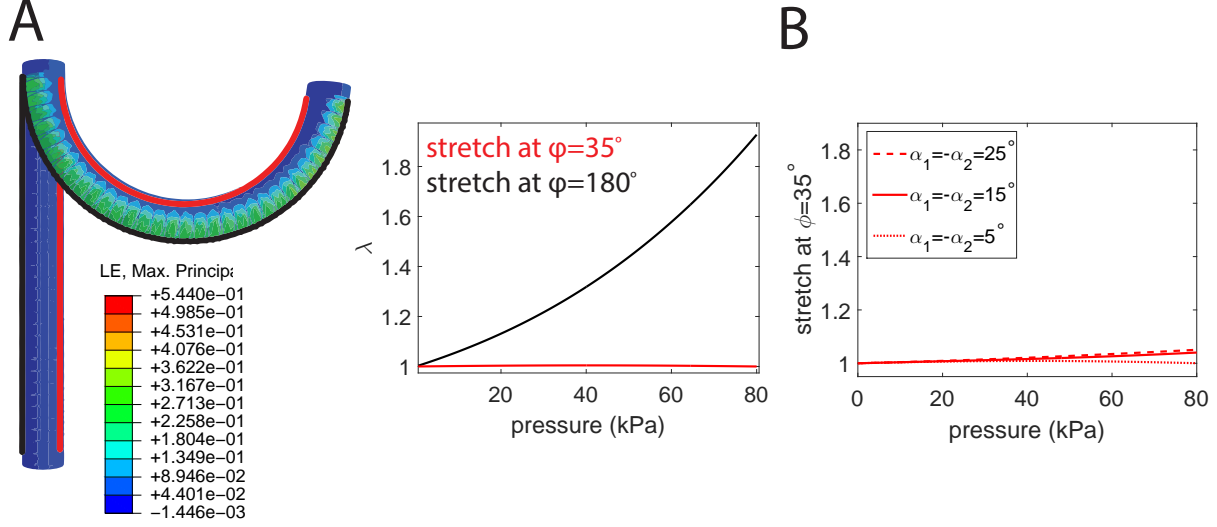 A
LE, Max. Principa
+5.440e-01
+4.985e-01
+4.531e-01
+4.076e-01
+3.622e-01
+3.167e-01
+2.713e-01
+2.258e-01
+1.804e-01
+1.349e-01
+8.946e-02
+4.401e-02
−1.446e-03
stretch at φ=35°
stretch at φ=180°
λ
1.8
1.6
1.4
1.2
1
20
40
60
80
pressure (kPa)
B
α1=-α2=25°
α1=-α2=15°
α1=-α2=5°
stretch at ϕ=35°
1.8
1.6
1.4
1.2
1
0
20
40
60
80
pressure (kPa)